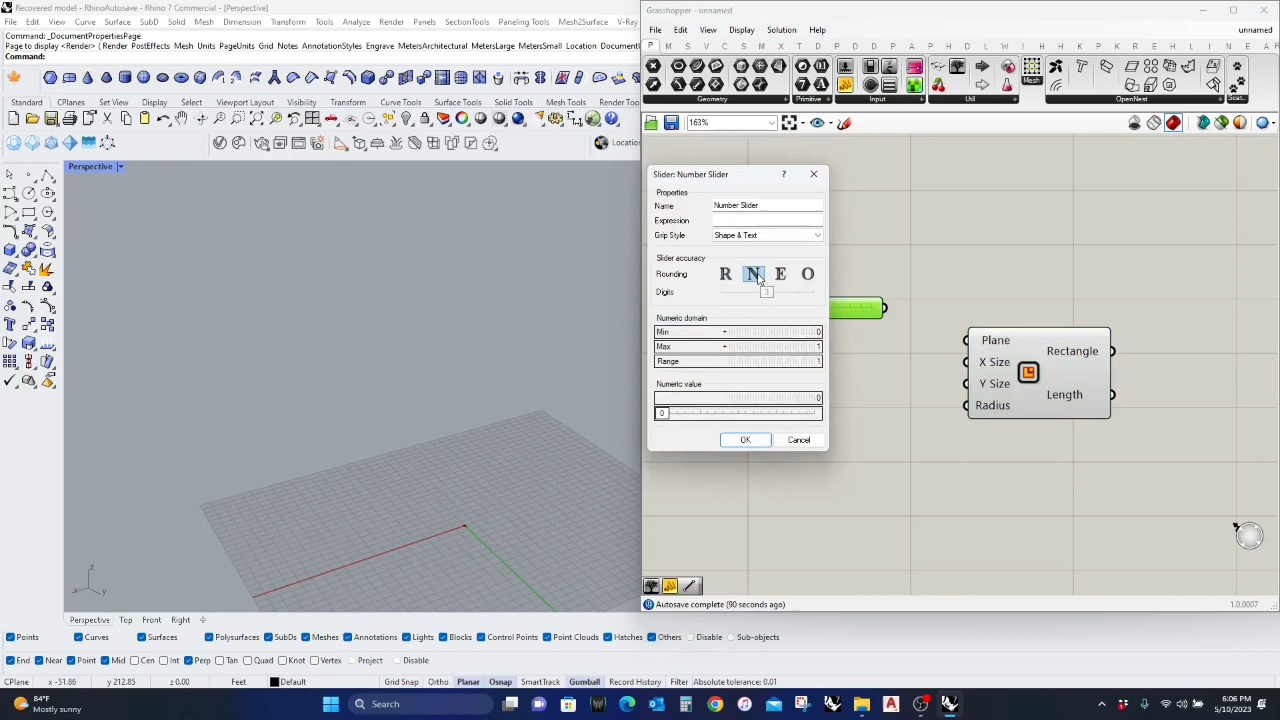 Recovered model - RhinoAutosave - Rhino 7 Commercial - [Perspective]
File Edit View Curve Surface SubD Solid Mesh Dimension Transform Tools Analyze Render Panels SectionTools Paneling Tools Mesh2Surface V-Ray
Command: _DocumentPropertiesPage
Page to display <Render> ( Render PostEffects Mesh Units PageUnits Grid Notes AnnotationStyles Engrave MetersArchitectural MetersLarge MetersSmall Location
Command:
Standard CPlanes Set View Display Select Viewport Layout Visibility Transform Curve Tools Surface Tools Solid Tools Mesh Tools Render Too
Locatio
Perspective
z
x
y
Perspective Top Front Right
Points Curves Surfaces Polysurfaces SubDs Meshes Annotations Lights Blocks Control Points Point Clouds Hatches Others Disable Sub-objects
End Near Point Mid Cen Int Perp Tan Quad Knot Vertex Project Disable
CPlane x -51.86 y 212.85 z 0.00 Feet Default Grid Snap Ortho Planar Osnap SmartTrack Gumball Record History Filter Absolute tolerance: 0.01
Grasshopper - unnamed
File Edit View Display Solution Help unnamed
Mesh
Geometry Primitive Input Util OpenNest Scat..
163%
Slider: Number Slider
?
Properties
Name Number Slider
Expression
Grip Style Shape & Text
Slider accuracy
Rounding R N E O
Digits 3
Numeric domain
Min + 0
Max + 1
Range 1
Numeric value
0
0
OK Cancel
Plane
X Size
Y Size
Radius
Rectangle
Length
Autosave complete (90 seconds ago) 1.0.0007
84°F
Mostly sunny
Search
6:06 PM
5/10/2023